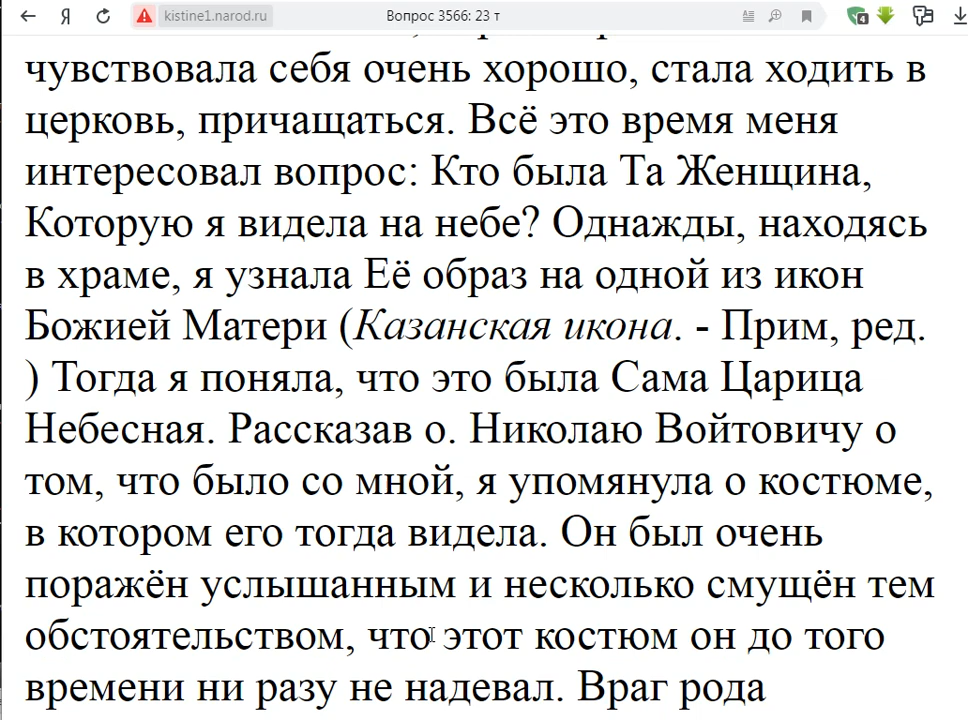 Я kistine1.narod.ru Вопрос 3566: 23 т 4
чувствовала себя очень хорошо, стала ходить в
церковь, причащаться. Всё это время меня
интересовал вопрос: Кто была Та Женщина,
Которую я видела на небе? Однажды, находясь
в храме, я узнала Её образ на одной из икон
Божией Матери (Казанская икона. - Прим, ред.
) Тогда я поняла, что это была Сама Царица
Небесная. Рассказав о. Николаю Войтовичу о
том, что было со мной, я упомянула о костюме,
в котором его тогда видела. Он был очень
поражён услышанным и несколько смущён тем
обстоятельством, что этот костюм он до того
времени ни разу не надевал. Враг рода